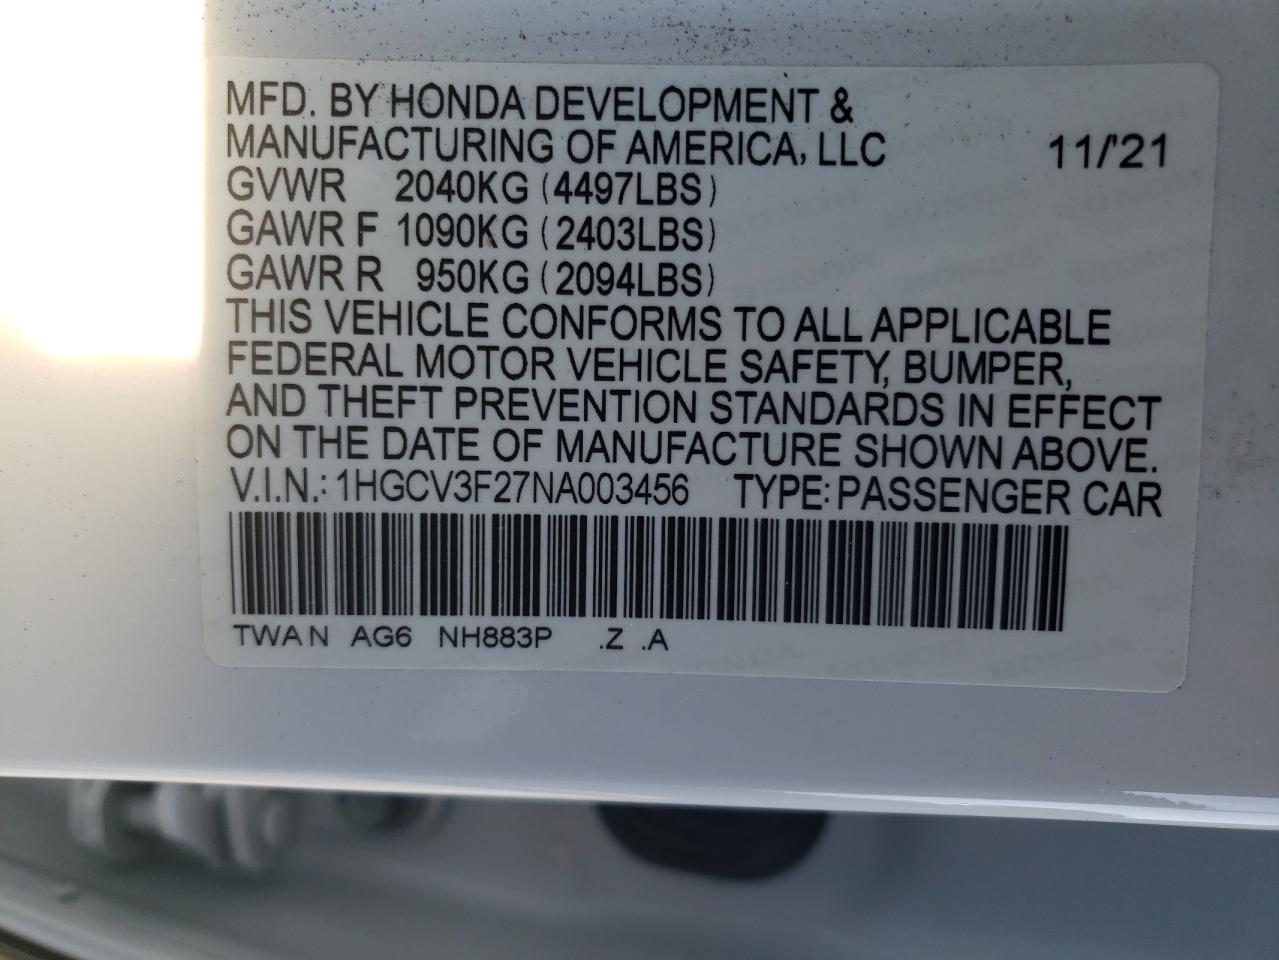 MFD. BY HONDA DEVELOPMENT &
MANUFACTURING OF AMERICA, LLC 11/'21
GVWR 2040KG (4497LBS)
GAWR F 1090KG (2403LBS)
GAWR R 950KG (2094LBS)
THIS VEHICLE CONFORMS TO ALL APPLICABLE
FEDERAL MOTOR VEHICLE SAFETY, BUMPER,
AND THEFT PREVENTION STANDARDS IN EFFECT
ON THE DATE OF MANUFACTURE SHOWN ABOVE.
V.I.N.: 1HGCV3F27NA003456 TYPE: PASSENGER CAR
TWAN AG6 NH883P .Z .A